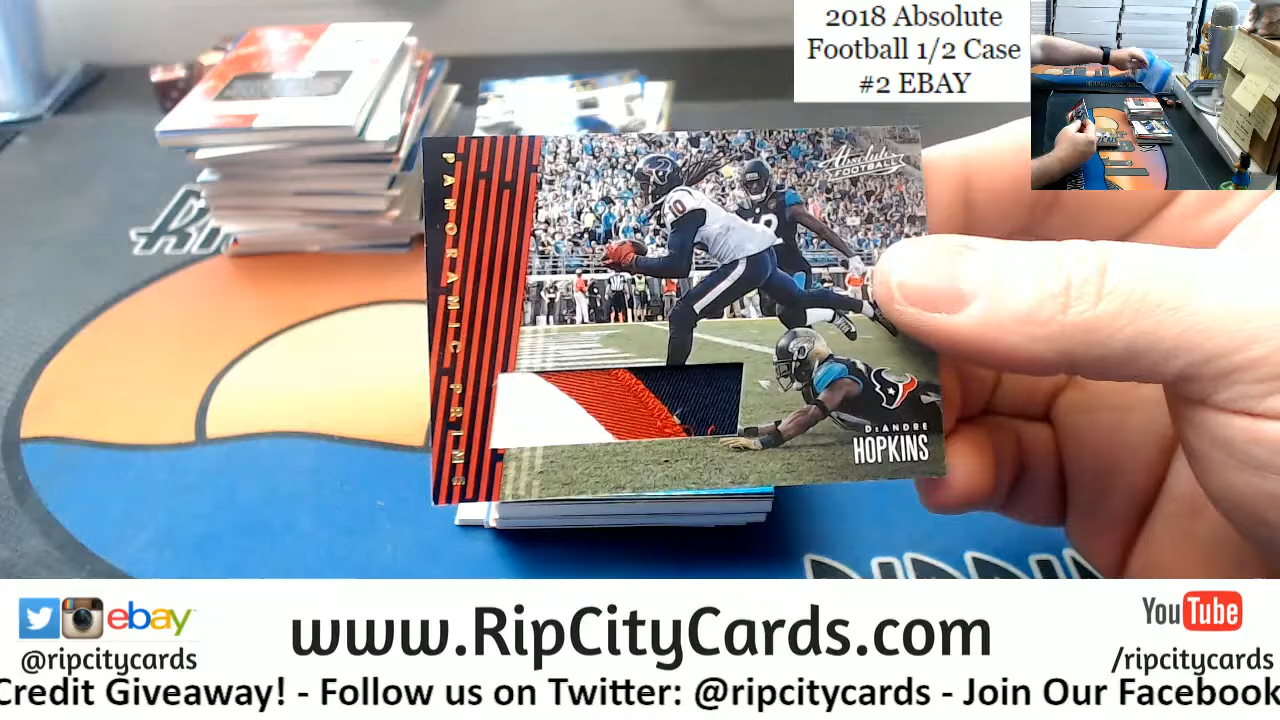 2018 Absolute
Football 1/2 Case
#2 EBAY
PANORAMIC PRIME
Absolute
FOOTBALL
10
DEANDRE
HOPKINS
ebay
@ripcitycards
www.RipCityCards.com
YouTube
/ripcitycards
Credit Giveaway! - Follow us on Twitter: @ripcitycards - Join Our Facebook